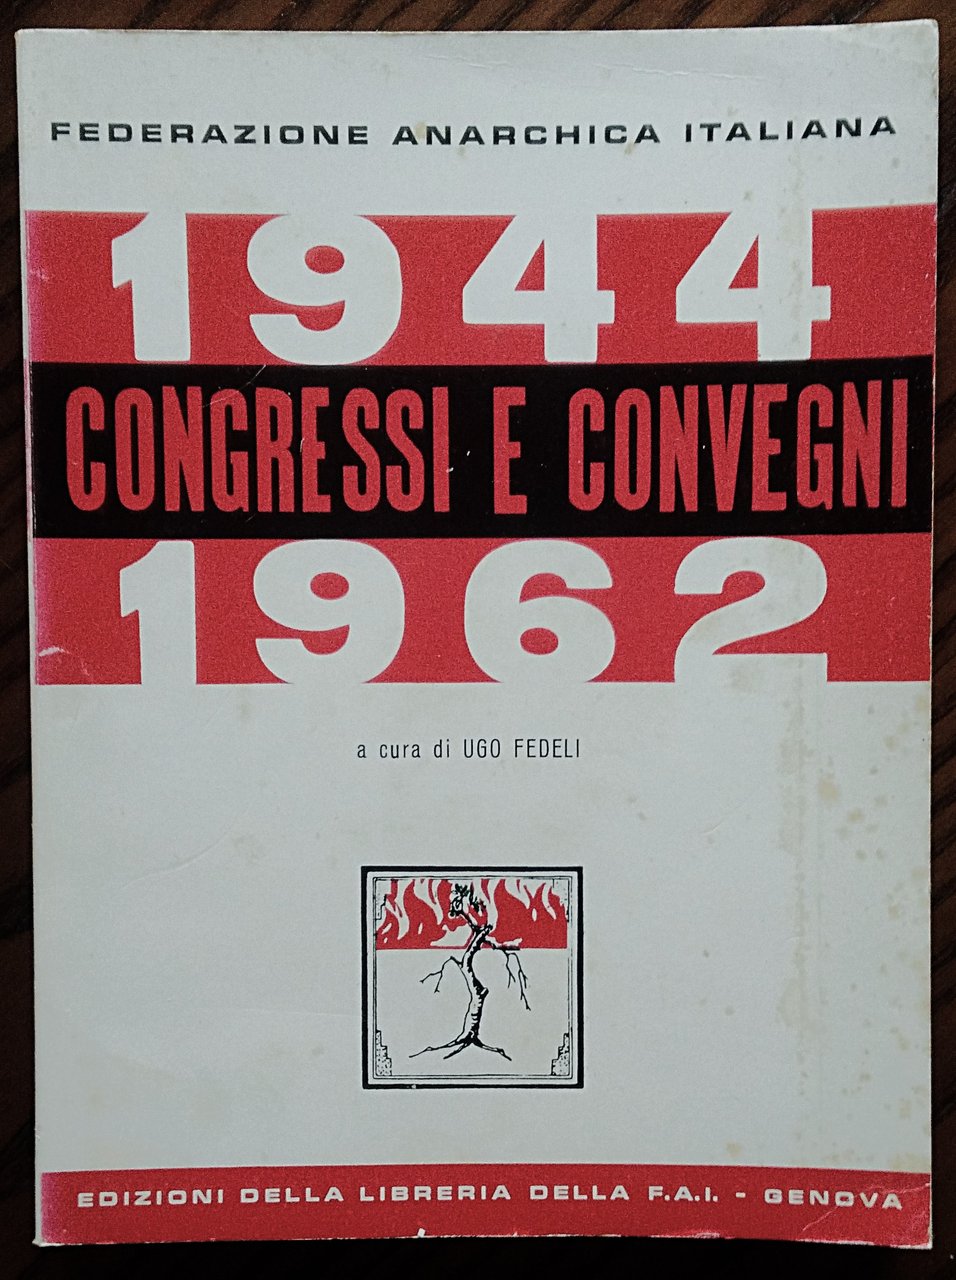 FEDERAZIONE ANARCHICA ITALIANA
1944
CONGRESSI E CONVEGNI
1962
a cura di UGO FEDELI
EDIZIONI DELLA LIBRERIA DELLA F.A.I. - GENOVA